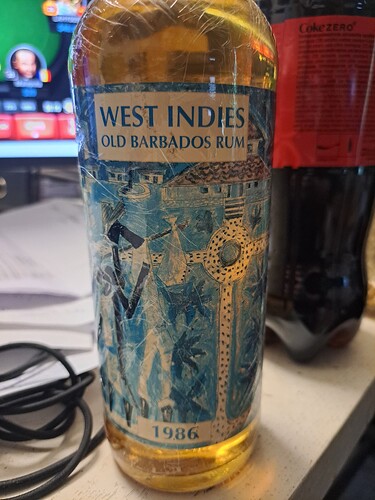 Coke ZERO
WEST INDIES
OLD BARBADOS RUM
1986